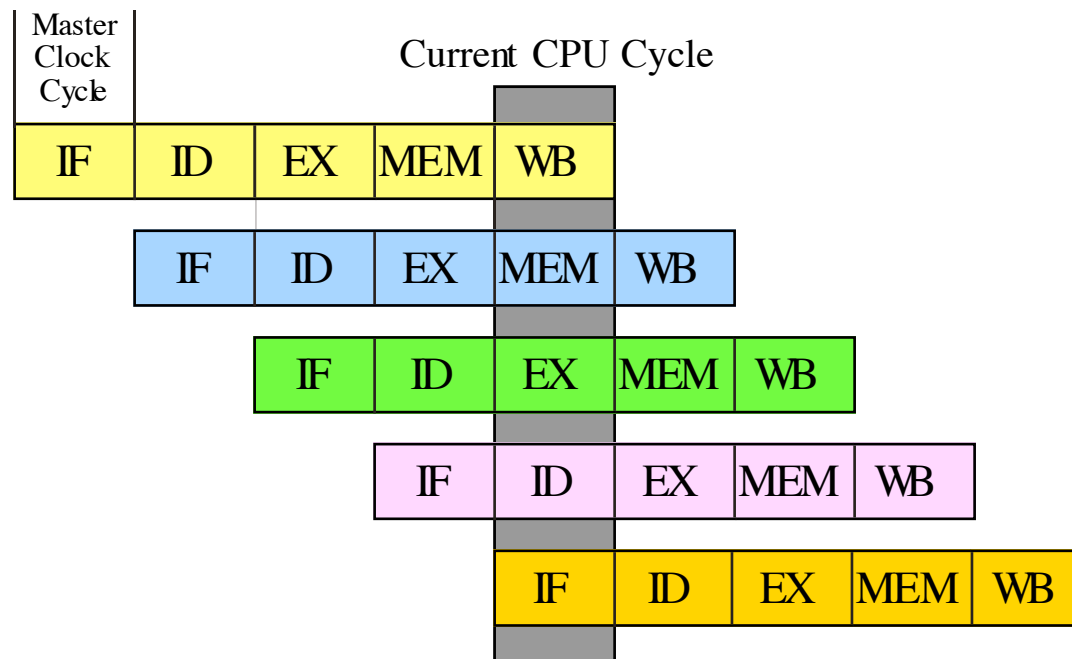 Master
Clock
Cycle
Current CPU Cycle
IF ID EX MEM WB
IF ID EX MEM WB
IF ID EX MEM WB
IF ID EX MEM WB
IF ID EX MEM WB